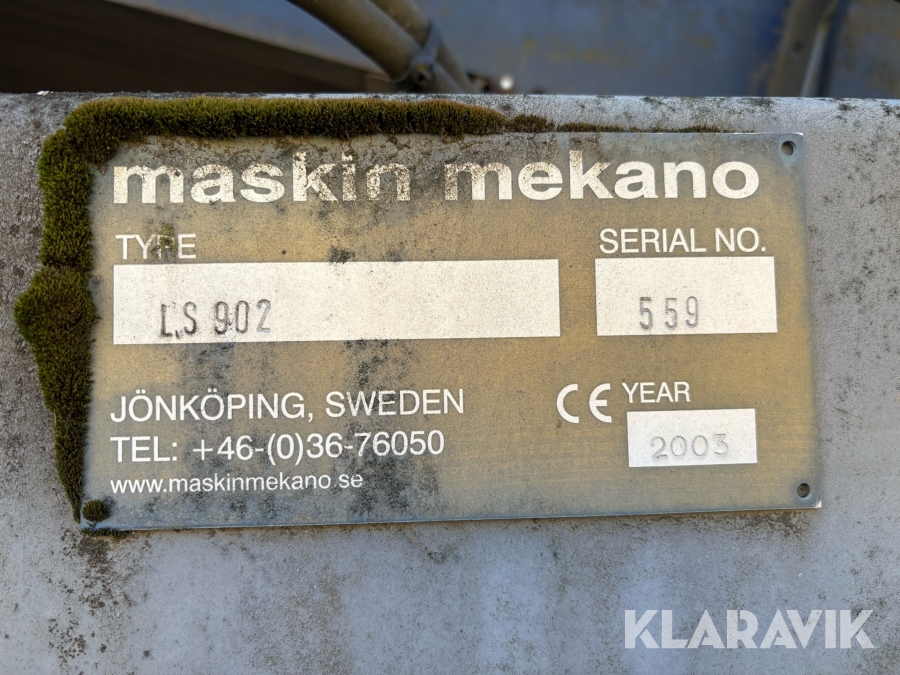 maskin mekano
TYPE
SERIAL NO.
902
559
JÖNKÖPING, SWEDEN
CE YEAR
TEL: +46-(0)36-76050
2003
www.maskinmekano.se
KLARAVIK